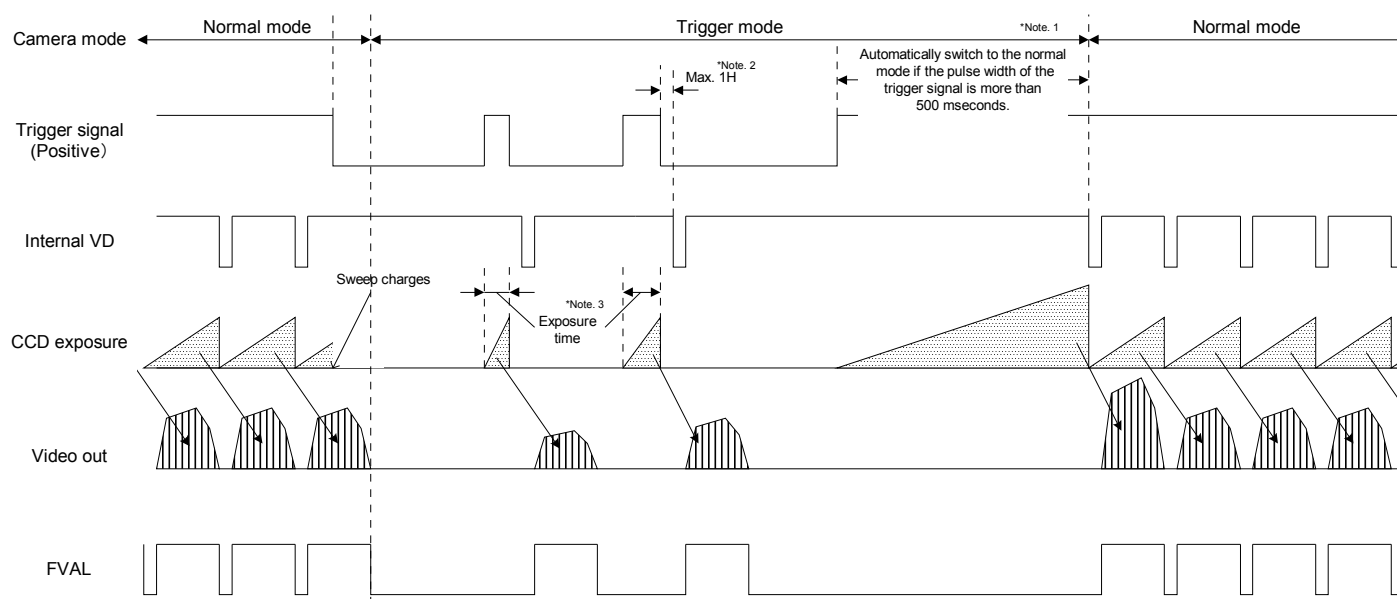 Camera mode
Normal mode
Trigger mode
*Note. 1
Normal mode
Automatically switch to the normal
mode if the pulse width of the
trigger signal is more than
500 mseconds.
*Note. 2
Max. 1H
Trigger signal
(Positive）
Internal VD
Sweep charges
*Note. 3
Exposure
time
CCD exposure
Video out
FVAL